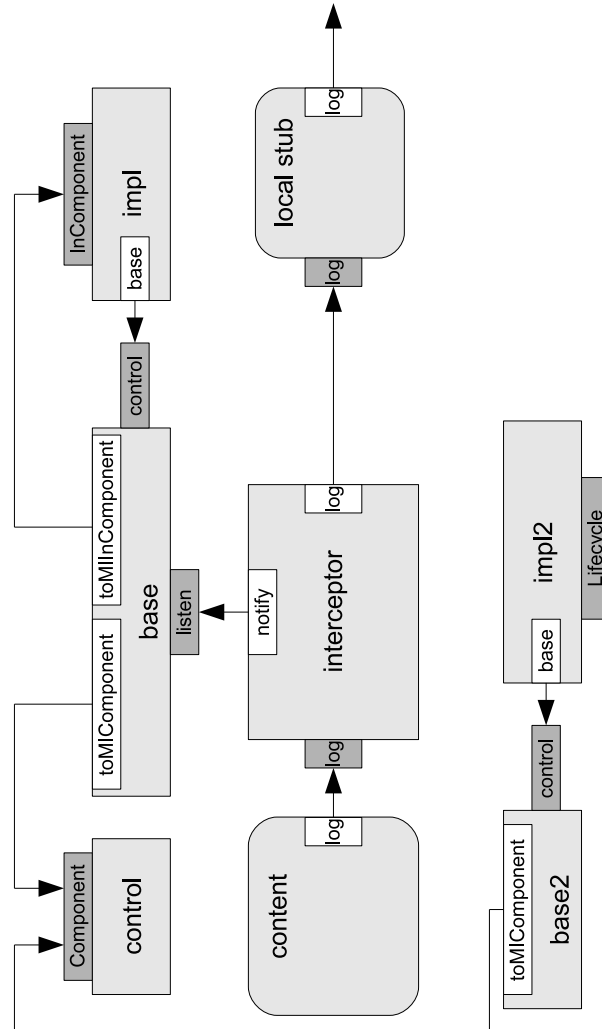 Component
InComponent
toMIComponent
toMIInComponent
control
base
control
base
impl
listen
notify
content
log
log
interceptor
log
log
local stub
log
toMIComponent
base2
control
base
impl2
Lifecycle